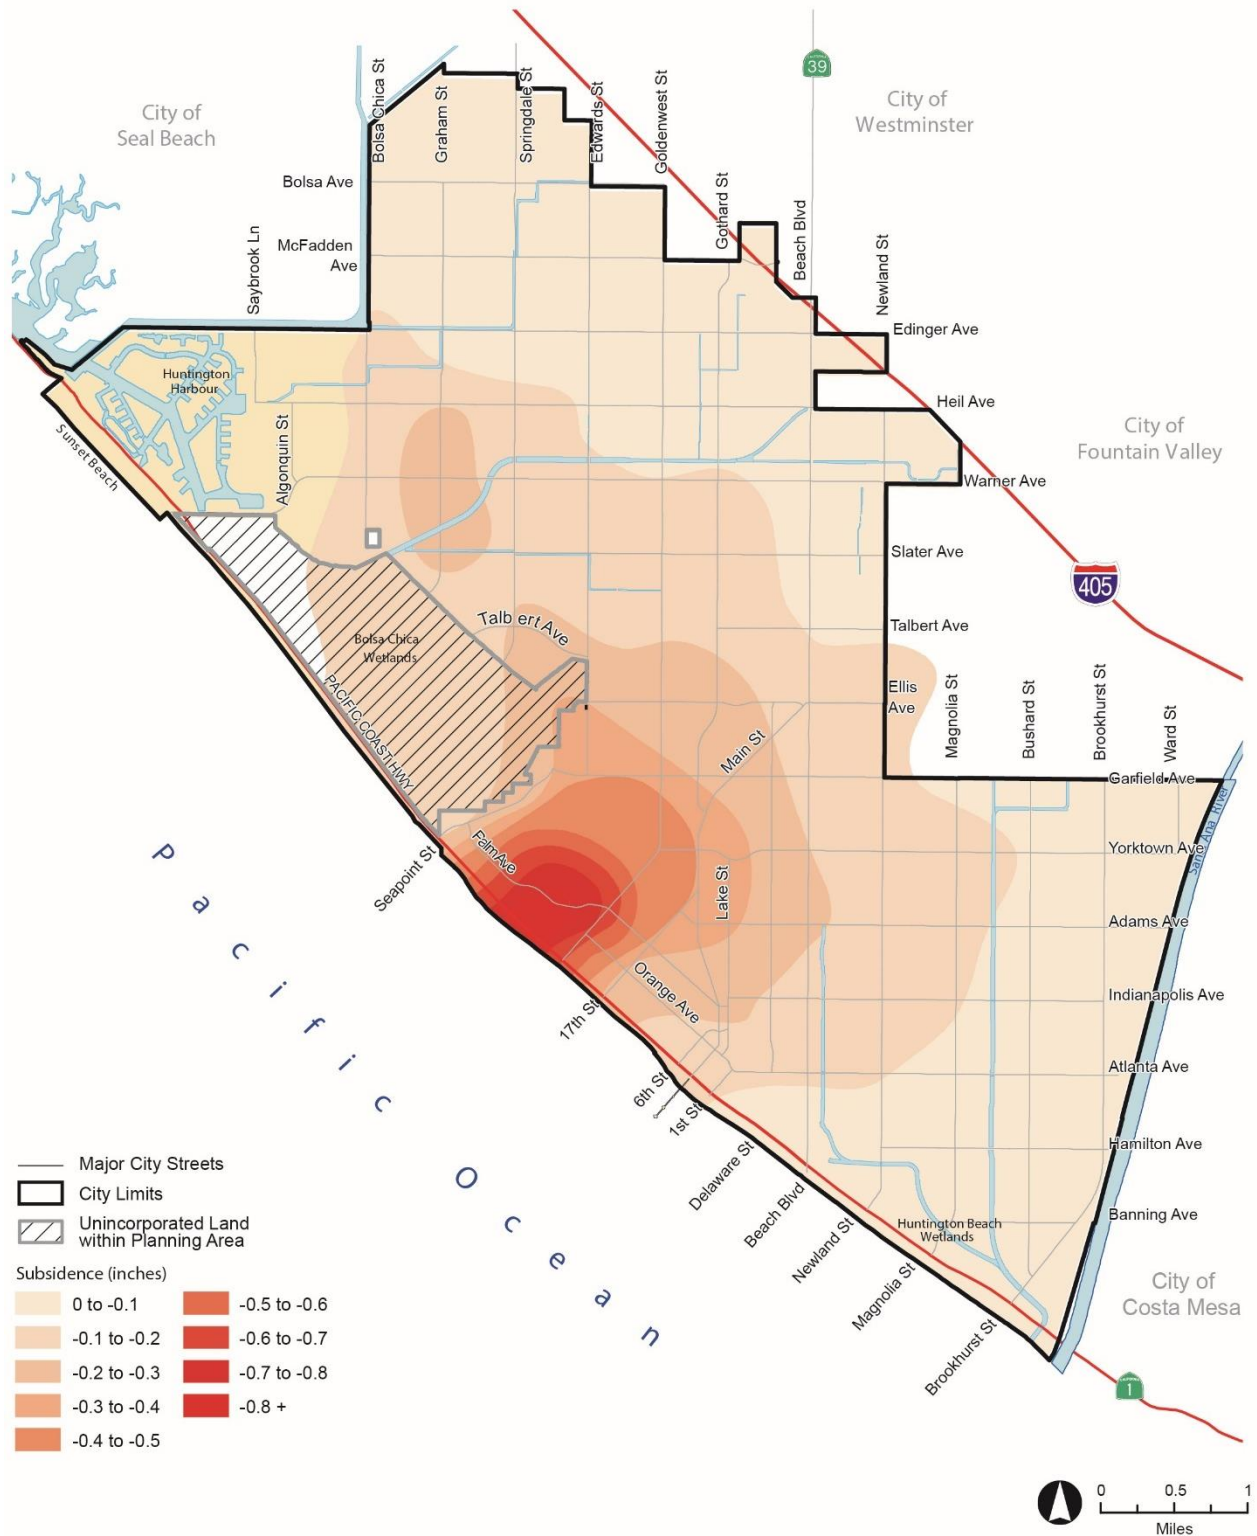 39
City of
Seal Beach
City of
Westminster
Bolsa Chica St
Graham St
Springdale St
Edwards St
Goldenwest St
Gothard St
Beach Blvd
Newland St
Bolsa Ave
McFadden
Ave
Saybrook Ln
Edinger Ave
Huntington
Harbour
Heil Ave
Sunset Beach
Algonquin St
City of
Fountain Valley
Warner Ave
Slater Ave
405
Talbert Ave
Talbert Ave
Bolsa Chica
Wetlands
PACIFIC COAST HWY
Ellis
Ave
Magnolia St
Bushard St
Brookhurst St
Ward St
Main St
Garfield Ave
Santa Ana River
Seapoint St
Palm Ave
Yorktown Ave
Lake St
Adams Ave
Orange Ave
Indianapolis Ave
17th St
Atlanta Ave
6th St
1st St
Hamilton Ave
Delaware St
Beach Blvd
Newland St
Magnolia St
Brookhurst St
Huntington Beach
Wetlands
Banning Ave
City of
Costa Mesa
1
Pacific Ocean
Major City Streets
City Limits
Unincorporated Land
within Planning Area
Subsidence (inches)
0 to -0.1
-0.1 to -0.2
-0.2 to -0.3
-0.3 to -0.4
-0.4 to -0.5
-0.5 to -0.6
-0.6 to -0.7
-0.7 to -0.8
-0.8 +
0 0.5 1
Miles